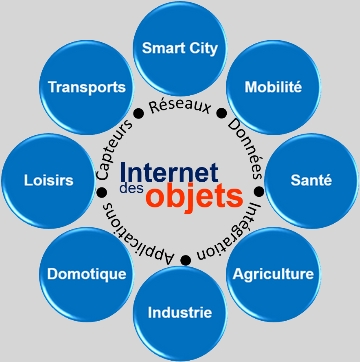 Smart City
Transports
Mobilité
Réseaux
Capteurs
Données
Loisirs
Internet
des
objets
Santé
Applications
Intégration
Domotique
Agriculture
Industrie